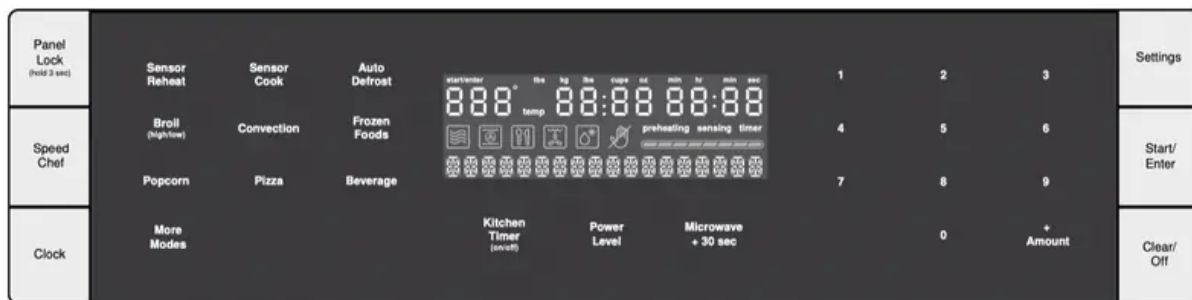 Panel
Lock
(hold 3 sec)
Speed
Chef
Clock
Sensor
Reheat
Sensor
Cook
Auto
Defrost
Broil
(high/low)
Convection
Frozen
Foods
Popcorn
Pizza
Beverage
More
Modes
start/enter lbs kg lbs cups oz min hr min sec
888° temp 88:88 88:88
preheating sensing timer
Kitchen
Timer
(on/off)
Power
Level
Microwave
+ 30 sec
1 2 3
4 5 6
7 8 9
0
+
Amount
Settings
Start/
Enter
Clear/
Off